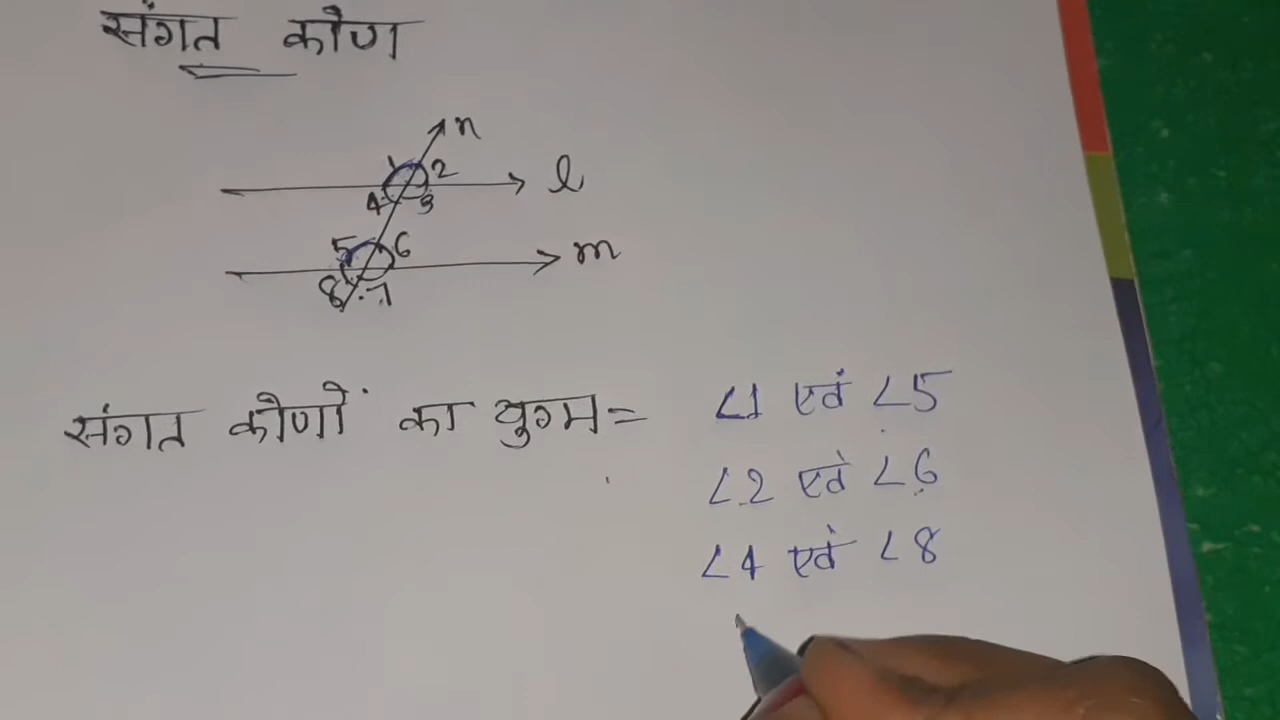 संगत कोण
n
1 2 l
4 3
5 6 m
8 7
संगत कोणों का युग्म = ∠1 एवं ∠5
∠2 एवं ∠6
∠4 एवं ∠8